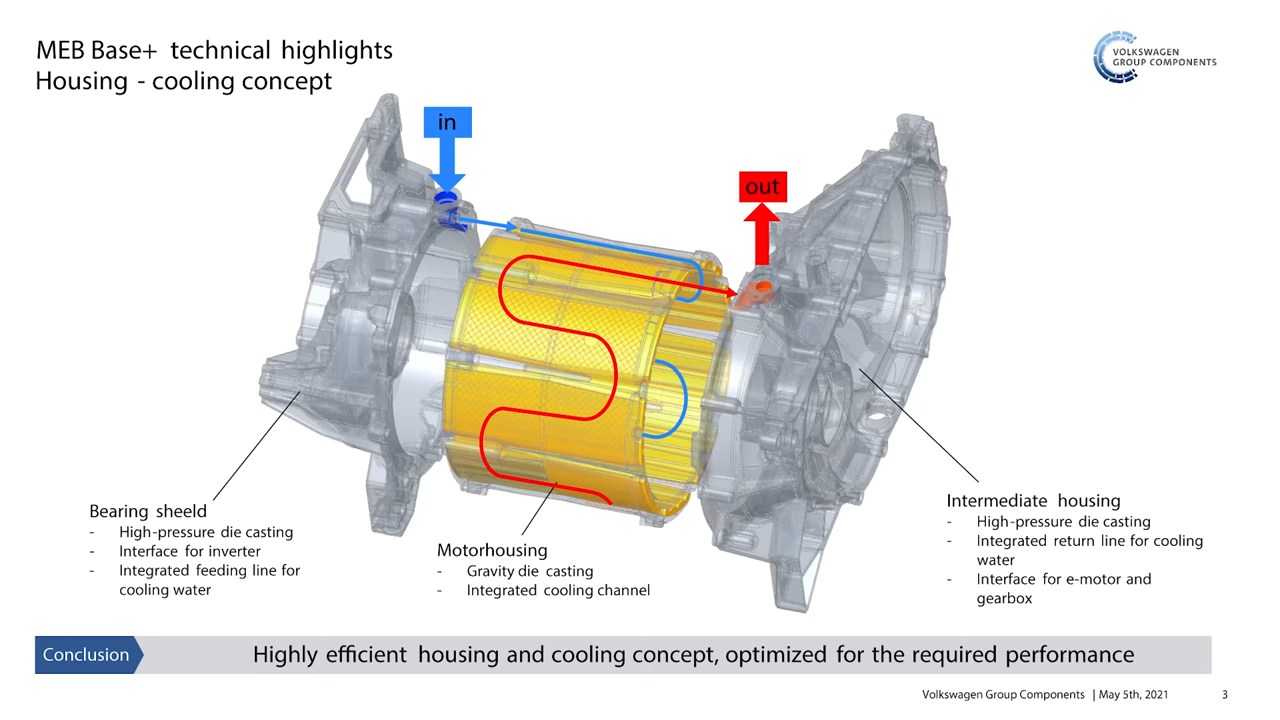 MEB Base+ technical highlights
Housing - cooling concept
VOLKSWAGEN
GROUP COMPONENTS
in
out
Bearing sheeld
- High-pressure die casting
- Interface for inverter
- Integrated feeding line for
cooling water
Motorhousing
- Gravity die casting
- Integrated cooling channel
Intermediate housing
- High-pressure die casting
- Integrated return line for cooling
water
- Interface for e-motor and
gearbox
Conclusion
Highly efficient housing and cooling concept, optimized for the required performance
Volkswagen Group Components | May 5th, 2021
3